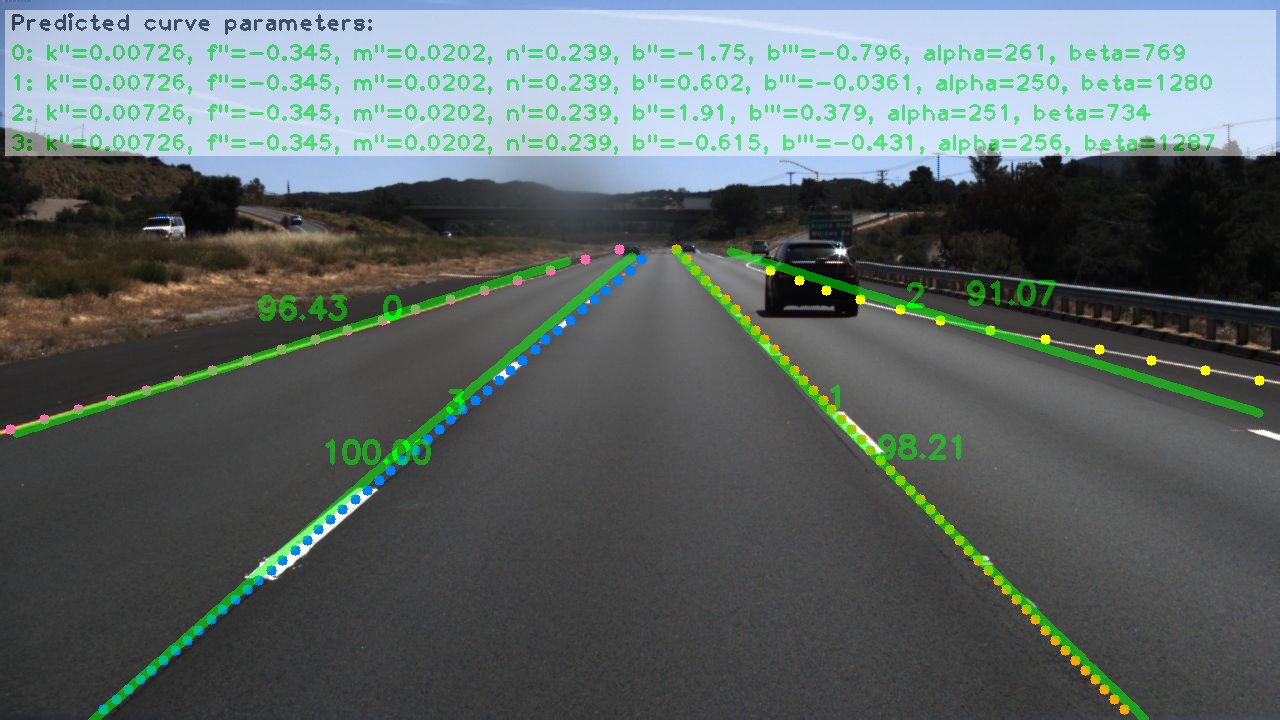 Predicted curve parameters:
0: k''=0.00726, f''=-0.345, m''=0.0202, n'=0.239, b''=-1.75, b'''=-0.796, alpha=261, beta=769
1: k''=0.00726, f''=-0.345, m''=0.0202, n'=0.239, b''=0.602, b'''=-0.0361, alpha=250, beta=1280
2: k''=0.00726, f''=-0.345, m''=0.0202, n'=0.239, b''=1.91, b'''=0.379, alpha=251, beta=734
3: k''=0.00726, f''=-0.345, m''=0.0202, n'=0.239, b''=-0.615, b'''=-0.431, alpha=256, beta=1287
96.43 0
2 91.07
3
1
100.00
98.21